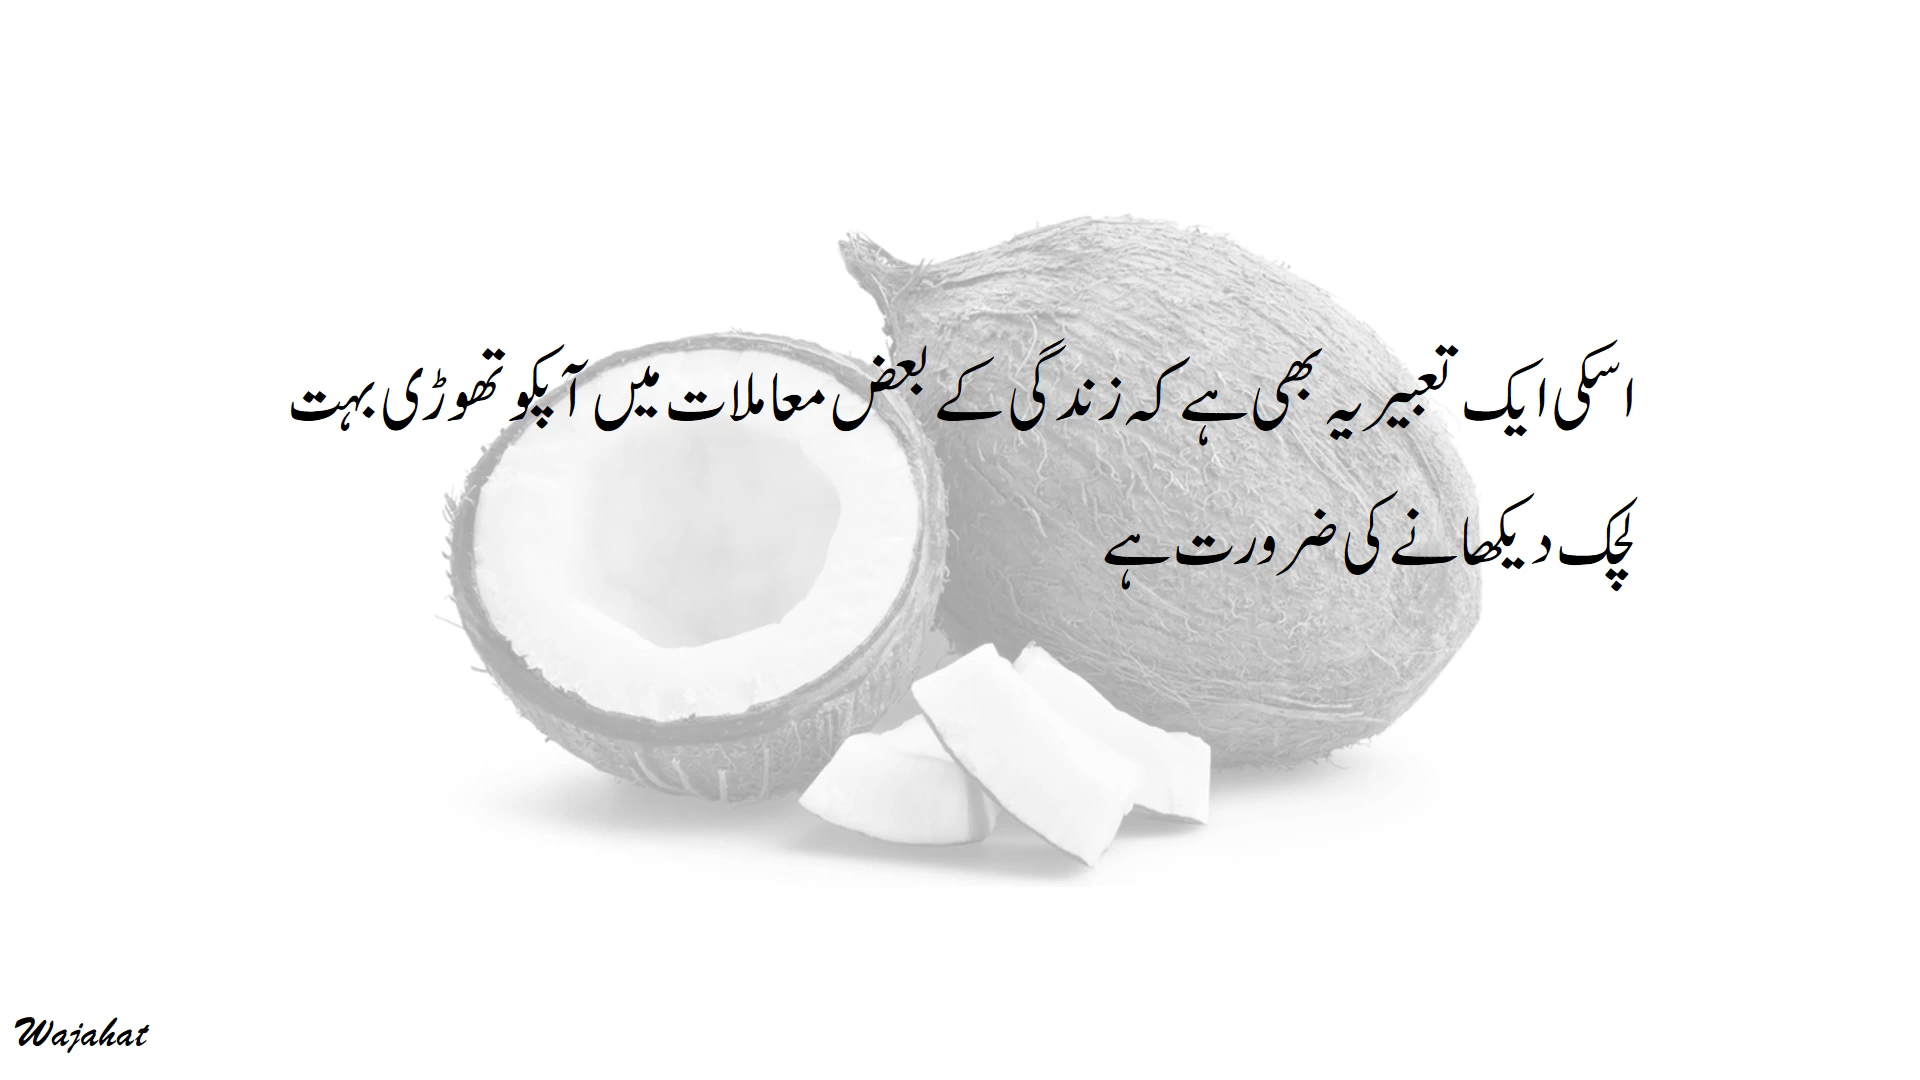 اسکی ایک تعبیر یہ بھی ہے کہ زندگی کے بعض معاملات میں آپکو تھوڑی بہت
لچک دیکھانے کی ضرورت ہے
Wajahat